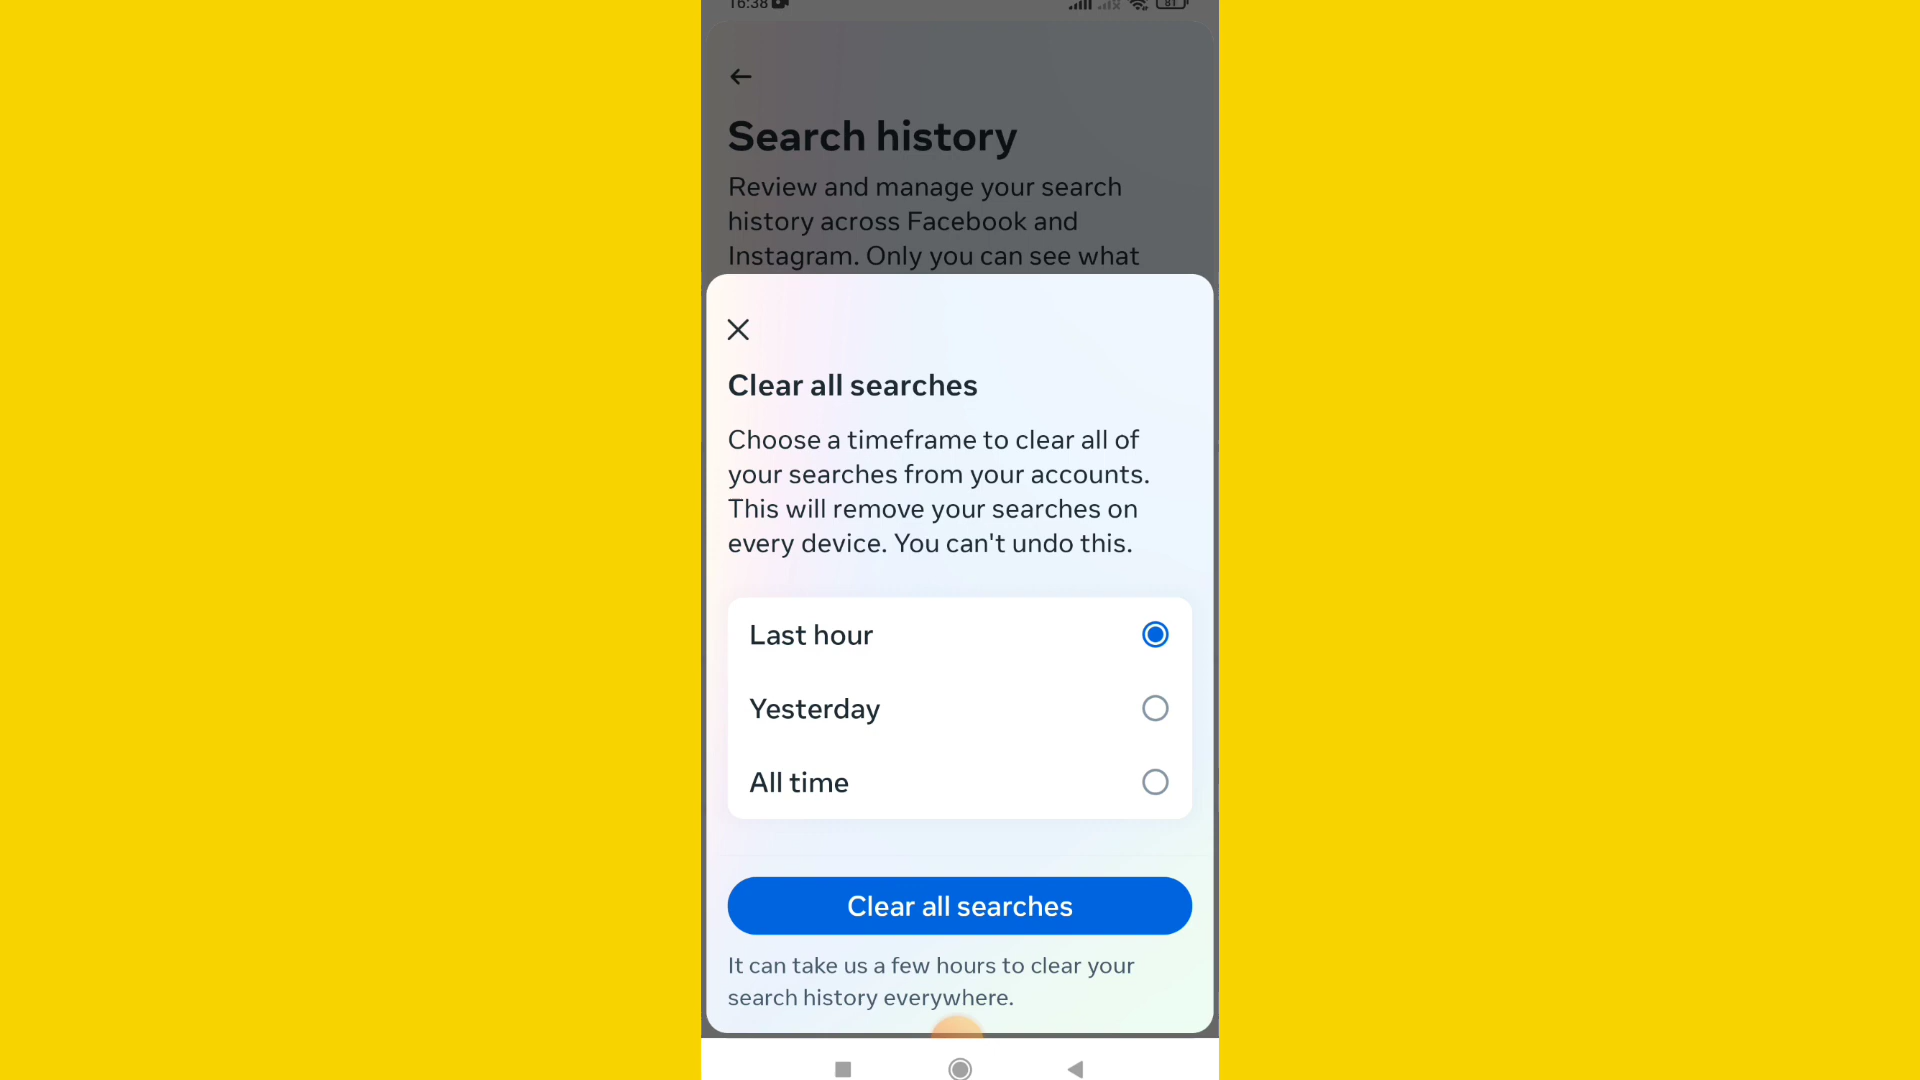 16:38
81
Search history
Review and manage your search
history across Facebook and
Instagram. Only you can see what
Clear all searches
Choose a timeframe to clear all of
your searches from your accounts.
This will remove your searches on
every device. You can't undo this.
Last hour
Yesterday
All time
Clear all searches
It can take us a few hours to clear your
search history everywhere.